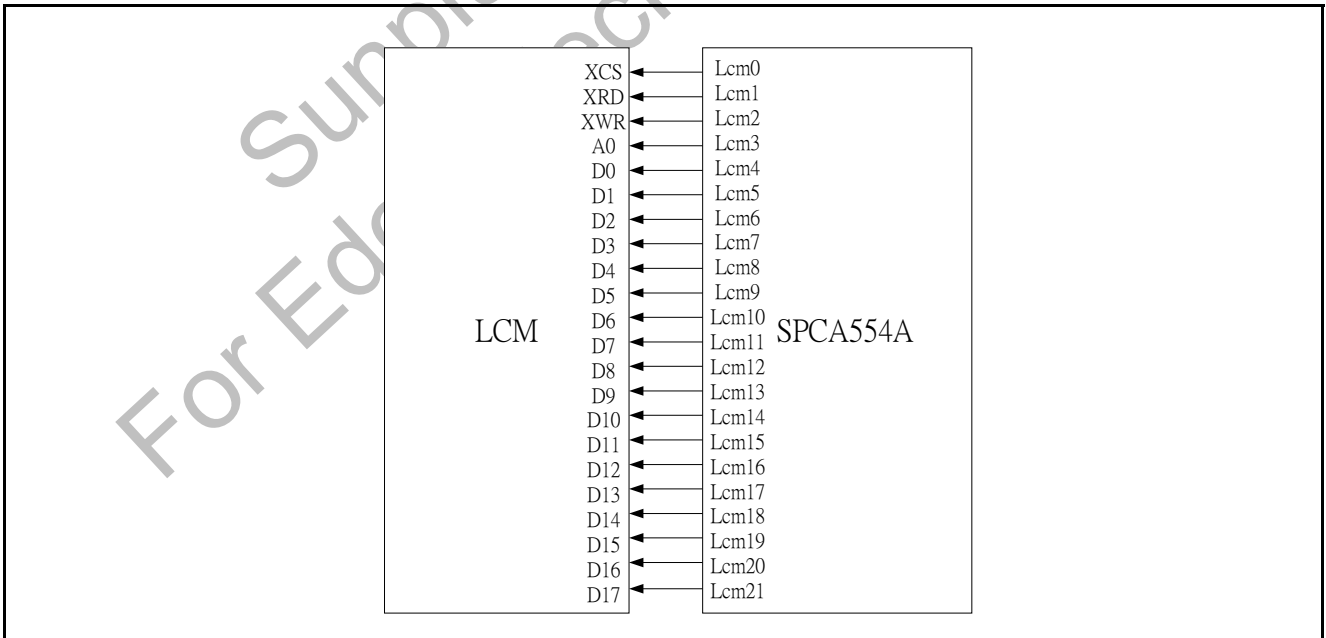 XCS Lcm0
XRD Lcm1
XWR Lcm2
A0 Lcm3
D0 Lcm4
D1 Lcm5
D2 Lcm6
D3 Lcm7
D4 Lcm8
D5 Lcm9
D6 Lcm10
LCM SPCA554A
D7 Lcm11
D8 Lcm12
D9 Lcm13
D10 Lcm14
D11 Lcm15
D12 Lcm16
D13 Lcm17
D14 Lcm18
D15 Lcm19
D16 Lcm20
D17 Lcm21
For